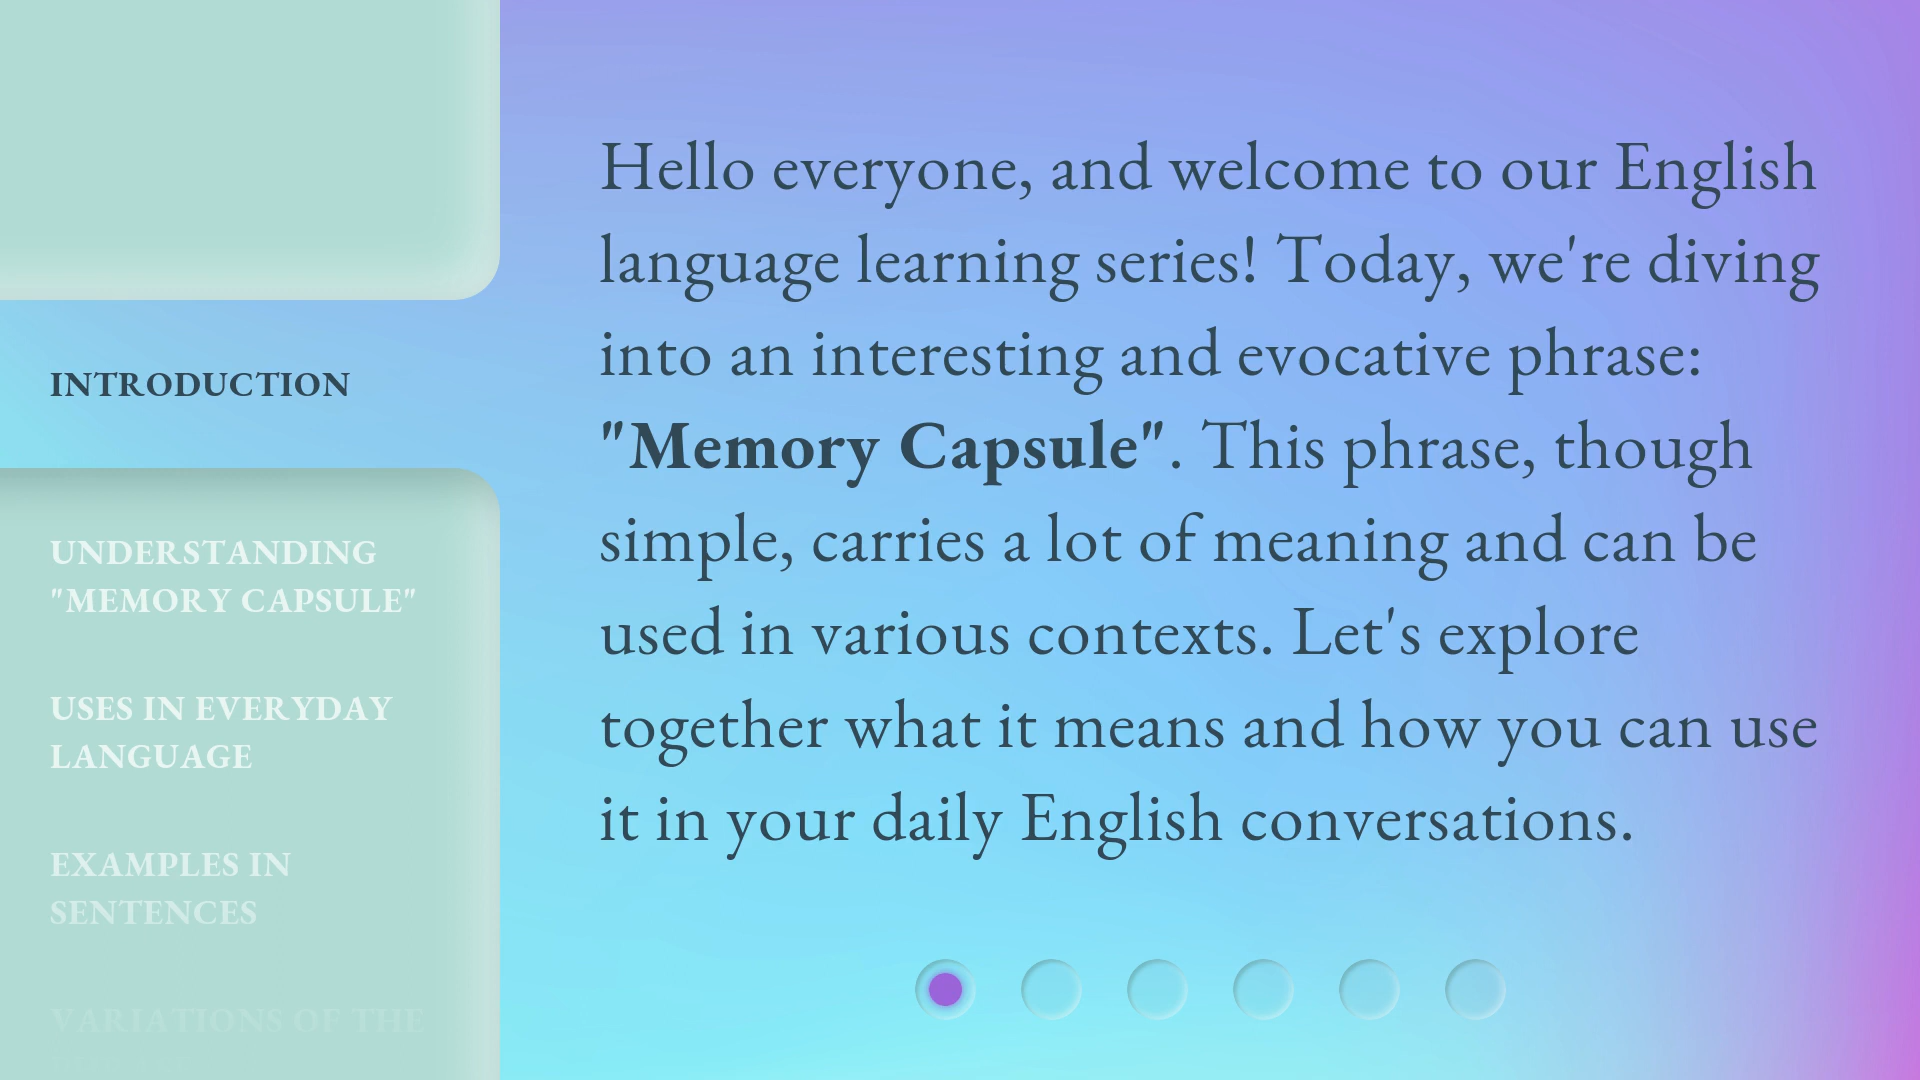 INTRODUCTION
UNDERSTANDING
"MEMORY CAPSULE"
USES IN EVERYDAY
LANGUAGE
EXAMPLES IN
SENTENCES
VARIATIONS OF THE
Hello everyone, and welcome to our English
language learning series! Today, we're diving
into an interesting and evocative phrase:
"Memory Capsule". This phrase, though
simple, carries a lot of meaning and can be
used in various contexts. Let's explore
together what it means and how you can use
it in your daily English conversations.